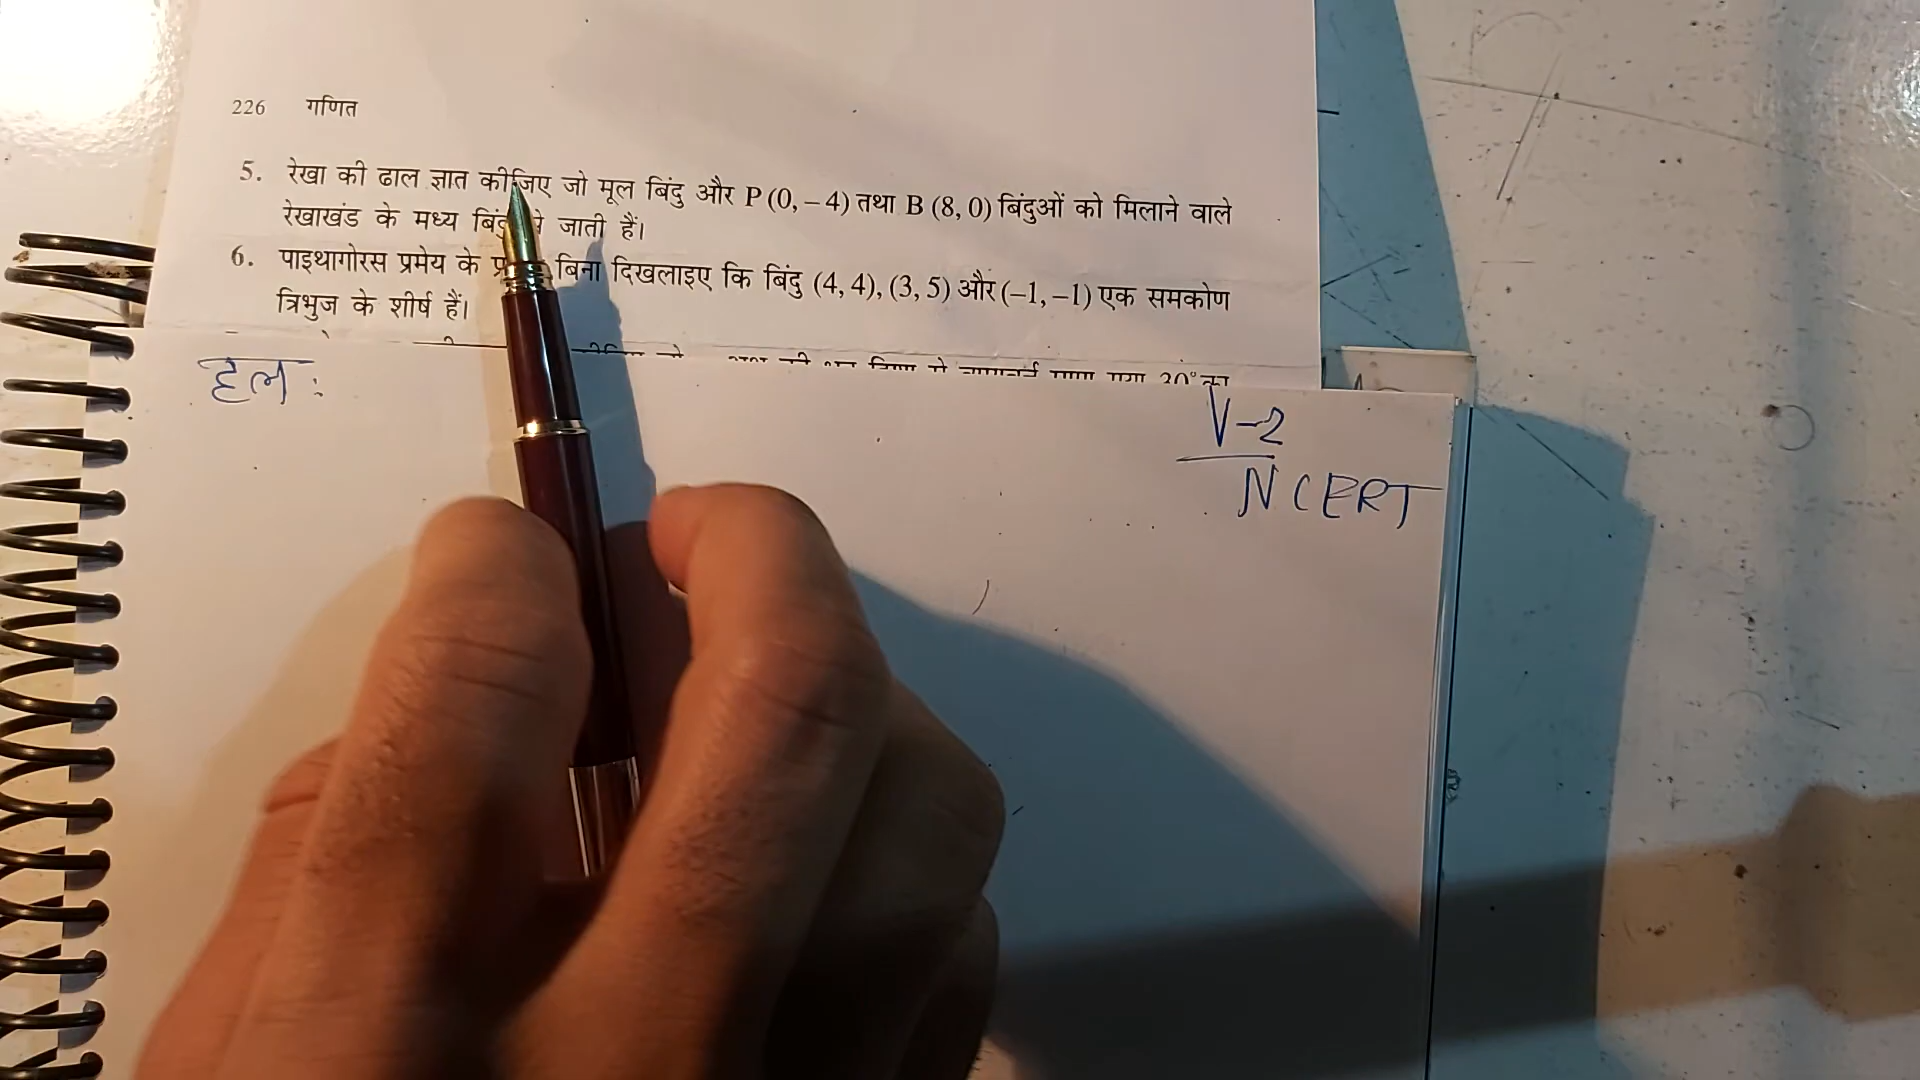 226 गणित
5. रेखा की ढाल ज्ञात कीजिए जो मूल बिंदु और P (0, – 4) तथा B (8, 0) बिंदुओं को मिलाने वाले
रेखाखंड के मध्य बिंदु से जाती हैं।
6. पाइथागोरस प्रमेय के बिना दिखलाइए कि बिंदु (4, 4), (3, 5) और (–1, –1) एक समकोण
त्रिभुज के शीर्ष हैं।
30° का
हल :
V-2
NCERT